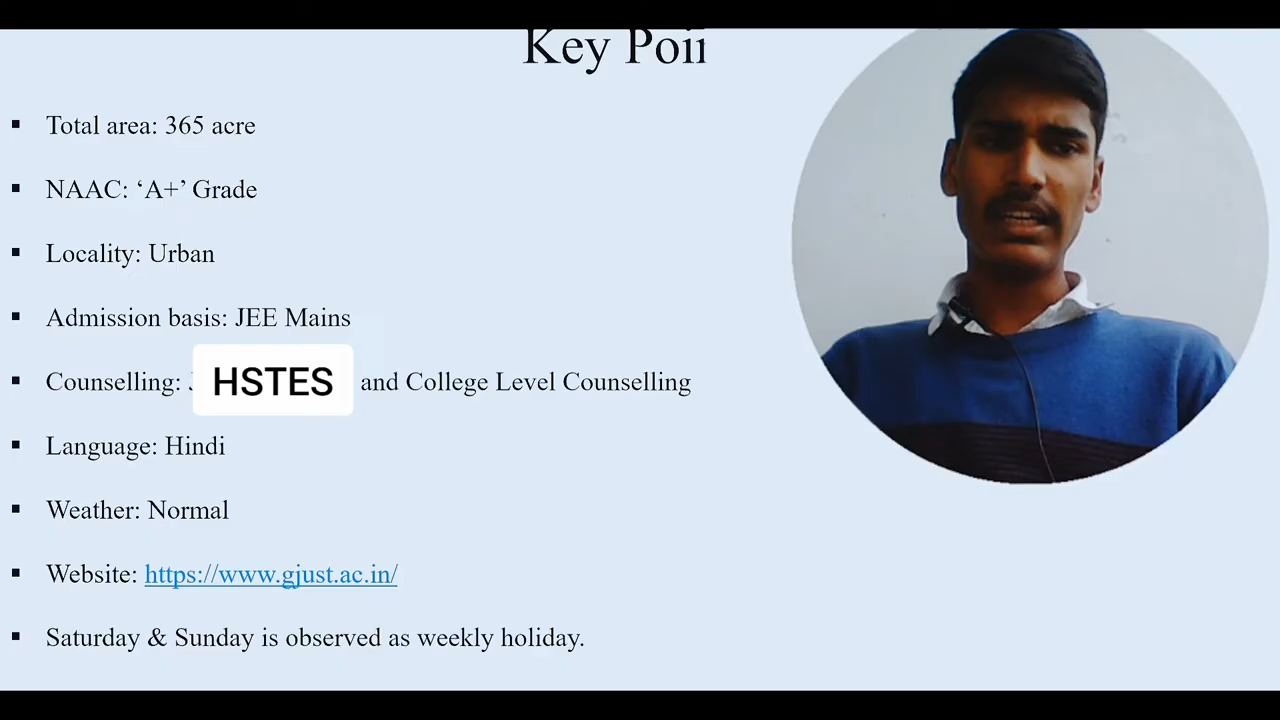 Key Poi
Total area: 365 acre
NAAC: ‘A+’ Grade
Locality: Urban
Admission basis: JEE Mains
Counselling: HSTES and College Level Counselling
Language: Hindi
Weather: Normal
Website: https://www.gjust.ac.in/
Saturday & Sunday is observed as weekly holiday.